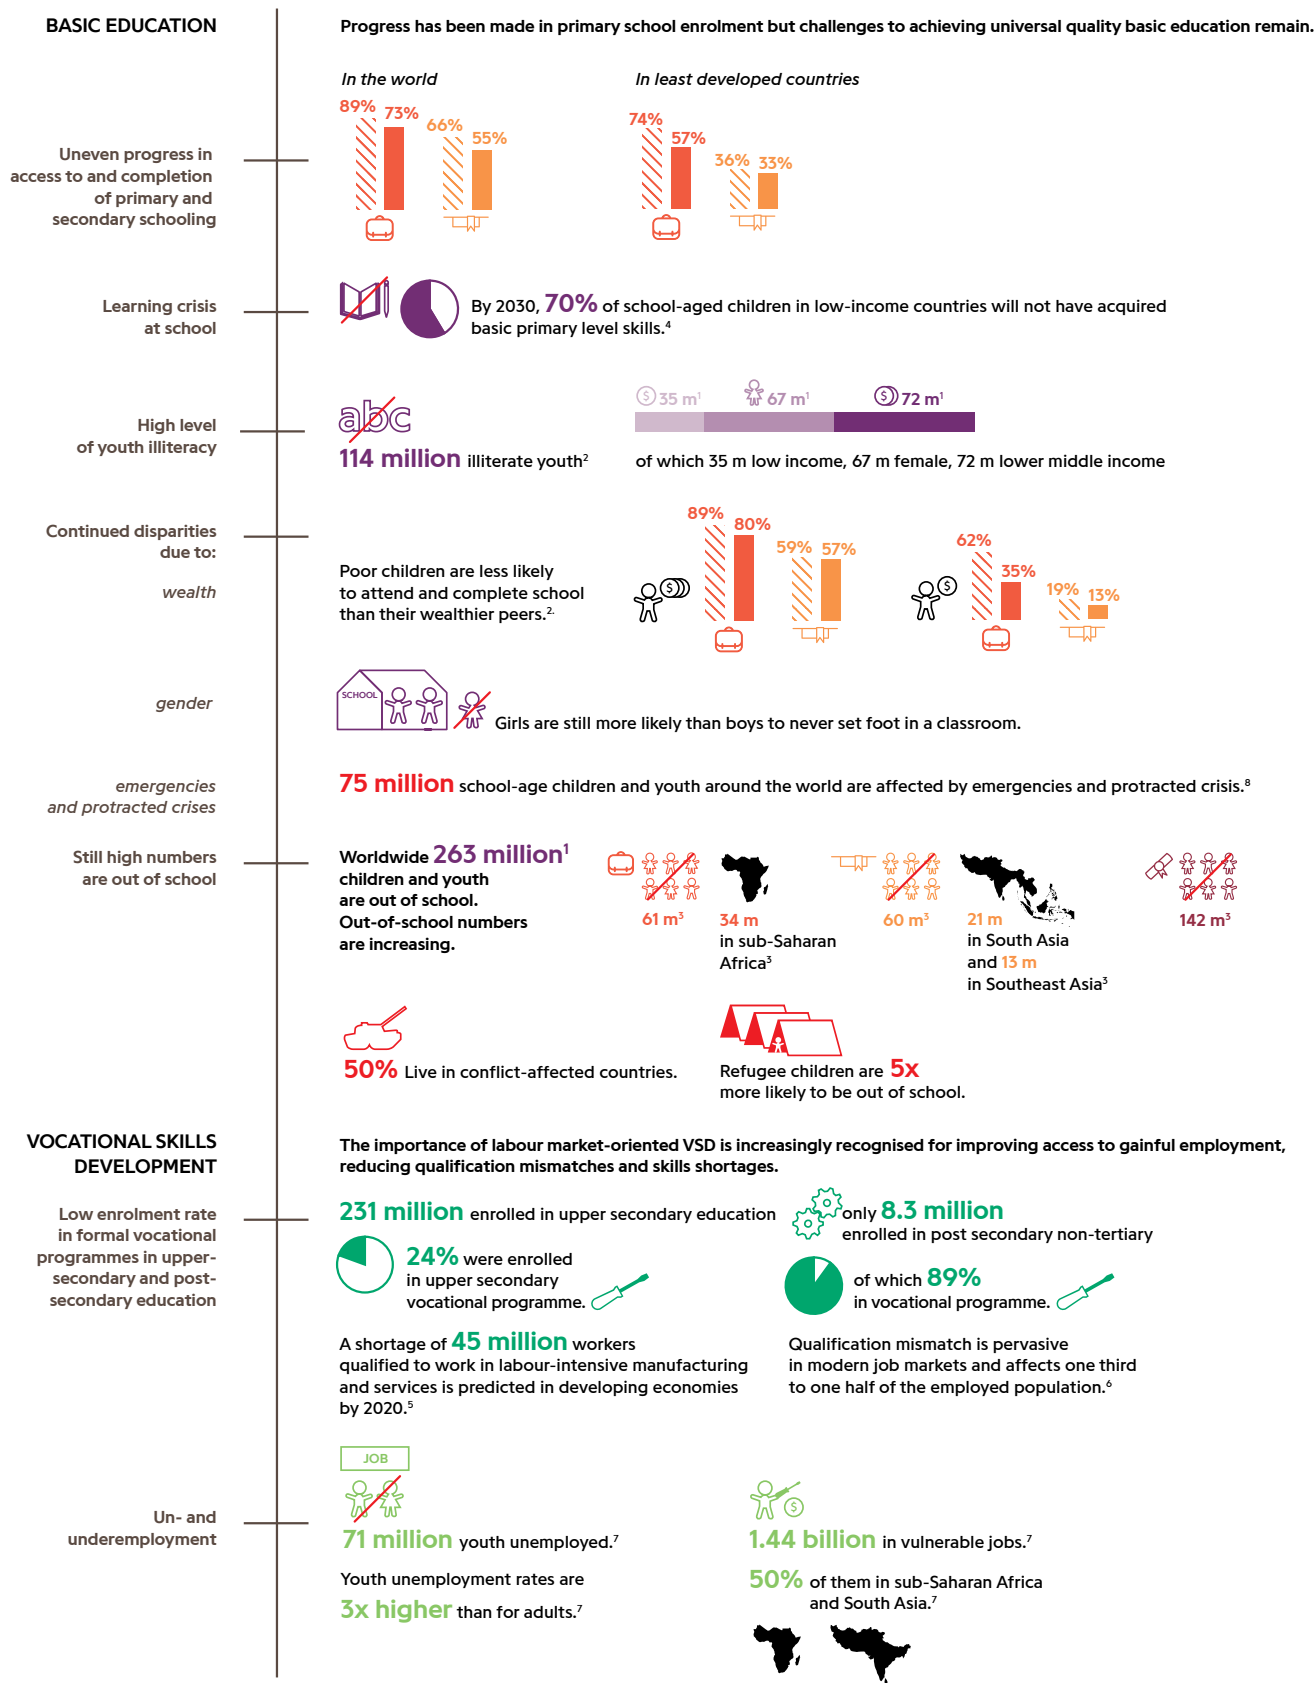 BASIC EDUCATION
Progress has been made in primary school enrolment but challenges to achieving universal quality basic education remain.
In the world
In least developed countries
89% 73%
66% 55%
74% 57%
36% 33%
Uneven progress in
access to and completion
of primary and
secondary schooling
Learning crisis
at school
By 2030, 70% of school-aged children in low-income countries will not have acquired
basic primary level skills.4
High level
of youth illiteracy
abc
114 million illiterate youth2
$ 35 m1
67 m1
$ 72 m1
of which 35 m low income, 67 m female, 72 m lower middle income
Continued disparities
due to:
wealth
Poor children are less likely
to attend and complete school
than their wealthier peers.2.
$
89% 80%
59% 57%
$
62% 35%
19% 13%
gender
SCHOOL
Girls are still more likely than boys to never set foot in a classroom.
emergencies
and protracted crises
75 million school-age children and youth around the world are affected by emergencies and protracted crisis.8
Still high numbers
are out of school
Worldwide 263 million1
children and youth
are out of school.
Out-of-school numbers
are increasing.
61 m3
34 m
in sub-Saharan
Africa3
60 m3
21 m
in South Asia
and 13 m
in Southeast Asia3
142 m3
50% Live in conflict-affected countries.
Refugee children are 5x
more likely to be out of school.
VOCATIONAL SKILLS
DEVELOPMENT
The importance of labour market-oriented VSD is increasingly recognised for improving access to gainful employment,
reducing qualification mismatches and skills shortages.
Low enrolment rate
in formal vocational
programmes in upper-
secondary and post-
secondary education
231 million enrolled in upper secondary education
24% were enrolled
in upper secondary
vocational programme.
only 8.3 million
enrolled in post secondary non-tertiary
of which 89%
in vocational programme.
A shortage of 45 million workers
qualified to work in labour-intensive manufacturing
and services is predicted in developing economies
by 2020.5
Qualification mismatch is pervasive
in modern job markets and affects one third
to one half of the employed population.6
Un- and
underemployment
JOB
71 million youth unemployed.7
Youth unemployment rates are
3x higher than for adults.7
$
1.44 billion in vulnerable jobs.7
50% of them in sub-Saharan Africa
and South Asia.7